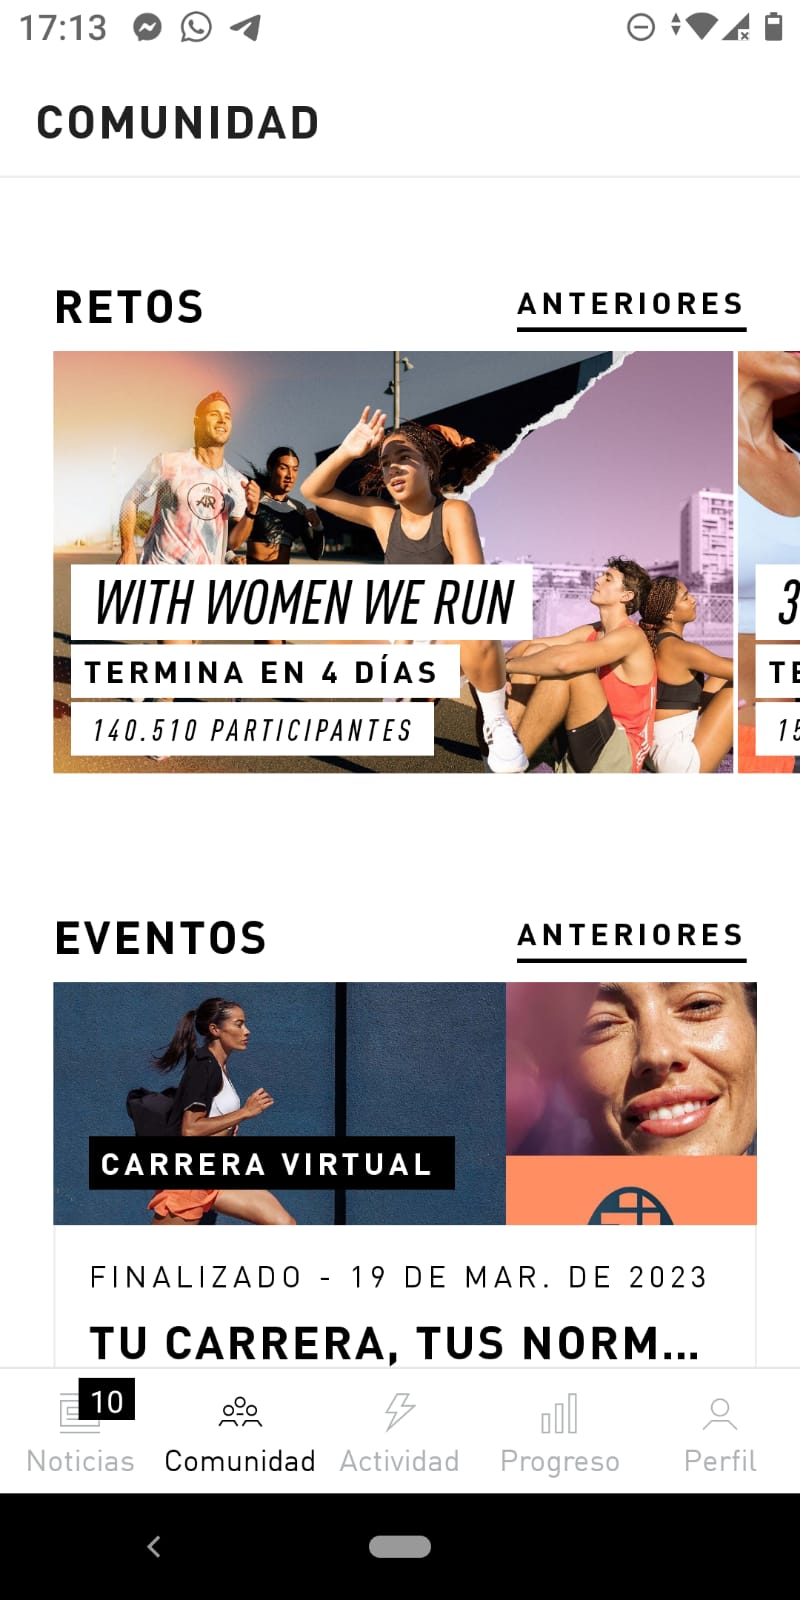 17:13
COMUNIDAD
RETOS
ANTERIORES
WITH WOMEN WE RUN
TERMINA EN 4 DÍAS
140.510 PARTICIPANTES
3
TE
15
EVENTOS
ANTERIORES
CARRERA VIRTUAL
FINALIZADO - 19 DE MAR. DE 2023
TU CARRERA, TUS NORM...
10
Noticias
Comunidad
Actividad
Progreso
Perfil